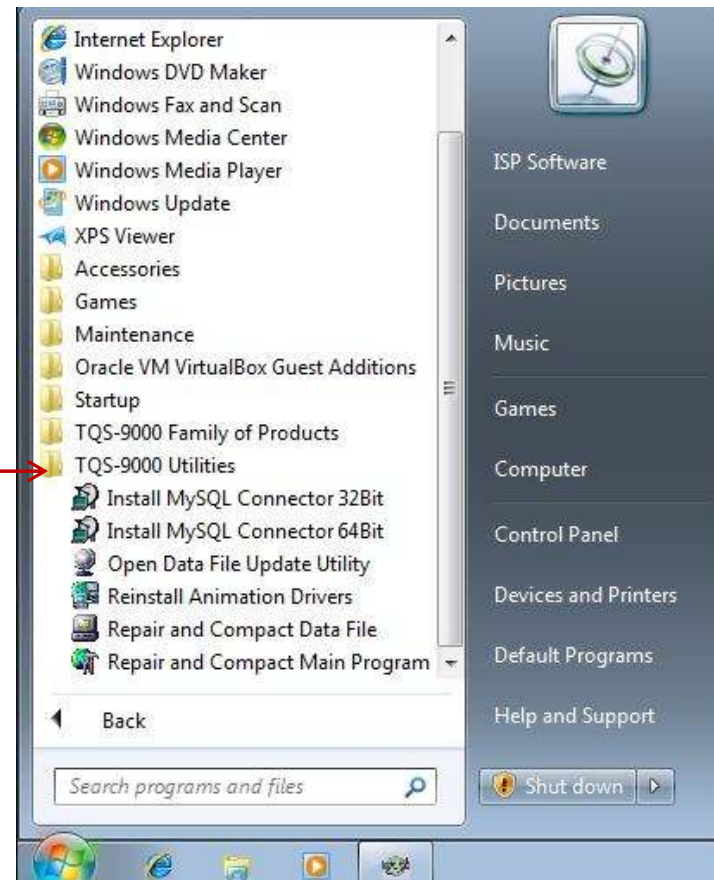 Internet Explorer
Windows DVD Maker
Windows Fax and Scan
Windows Media Center
Windows Media Player
Windows Update
XPS Viewer
Accessories
Games
Maintenance
Oracle VM VirtualBox Guest Additions
Startup
TQS-9000 Family of Products
TQS-9000 Utilities
Install MySQL Connector 32Bit
Install MySQL Connector 64Bit
Open Data File Update Utility
Reinstall Animation Drivers
Repair and Compact Data File
Repair and Compact Main Program
Back
Search programs and files
ISP Software
Documents
Pictures
Music
Games
Computer
Control Panel
Devices and Printers
Default Programs
Help and Support
Shut down